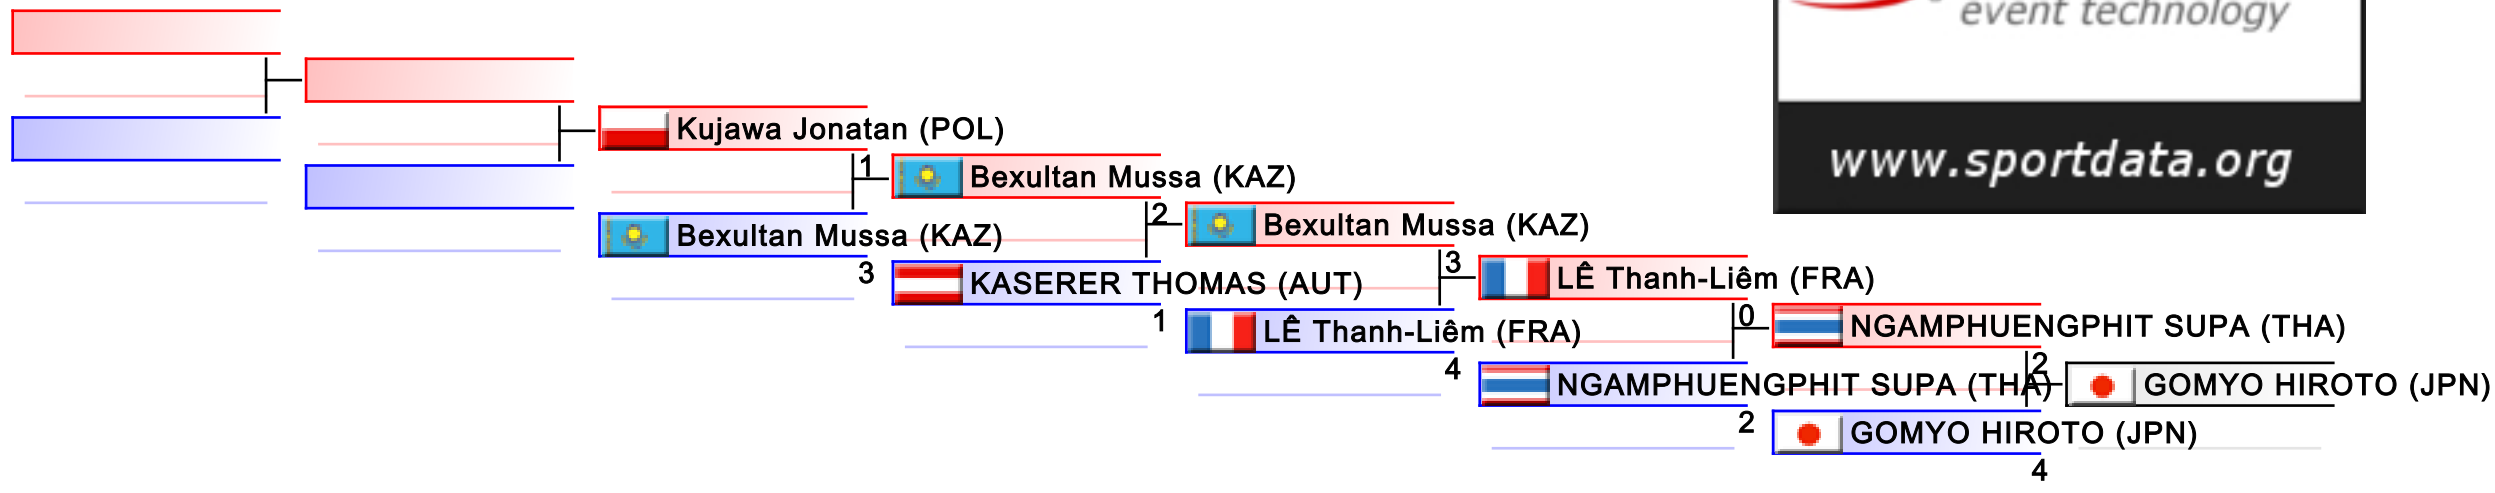 event technology
www.sportdata.org
Kujawa Jonatan (POL)
1
Bexultan Mussa (KAZ)
3
Bexultan Mussa (KAZ)
2
KASERER THOMAS (AUT)
1
Bexultan Mussa (KAZ)
3
LÊ Thanh-Liêm (FRA)
4
LÊ Thanh-Liêm (FRA)
0
NGAMPHUENGPHIT SUPA (THA)
2
NGAMPHUENGPHIT SUPA (THA)
2
GOMYO HIROTO (JPN)
4
GOMYO HIROTO (JPN)